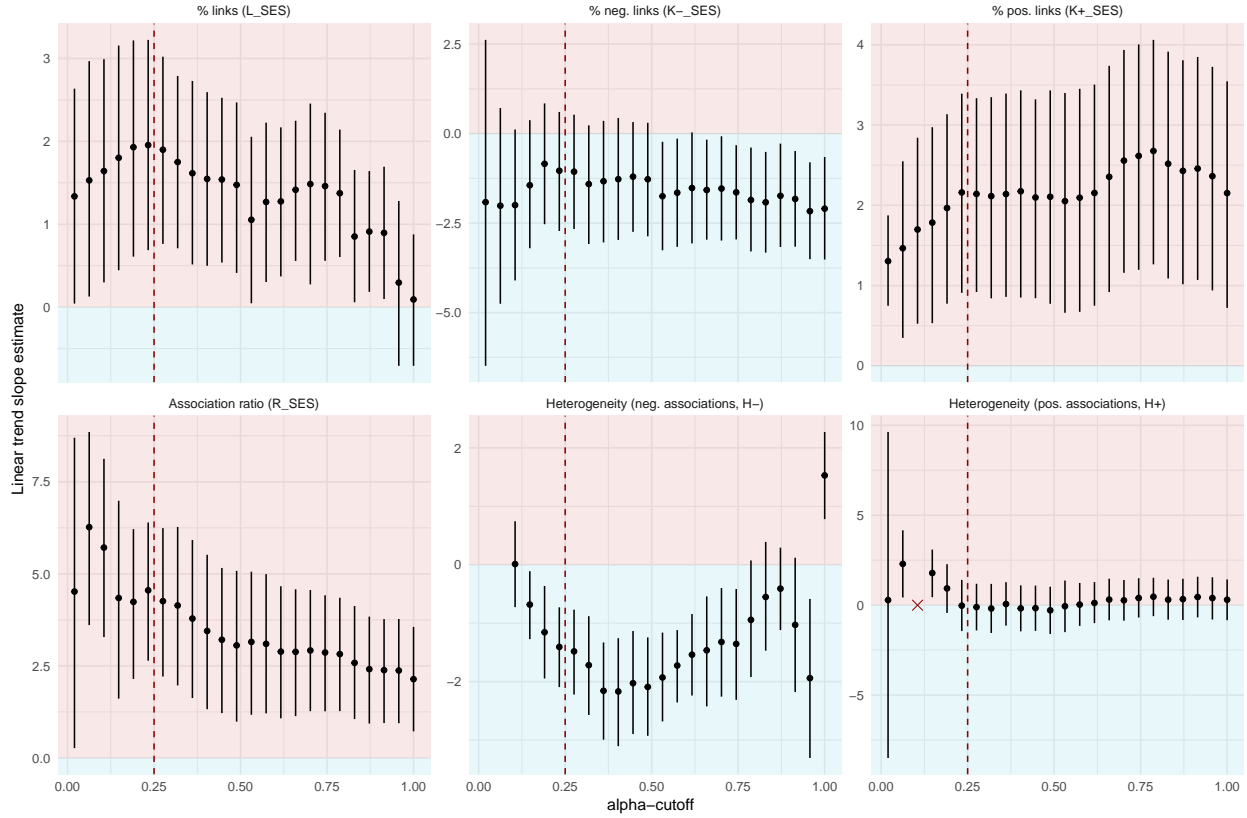 % links (L_SES)
% neg. links (K−_SES)
% pos. links (K+_SES)
3
2
1
0
2.5
0.0
−2.5
−5.0
4
3
2
1
0
Linear trend slope estimate
Association ratio (R_SES)
Heterogeneity (neg. associations, H−)
Heterogeneity (pos. associations, H+)
7.5
5.0
2.5
0.0
2
0
−2
10
5
0
−5
0.00 0.25 0.50 0.75 1.00
0.00 0.25 0.50 0.75 1.00
0.00 0.25 0.50 0.75 1.00
alpha−cutoff